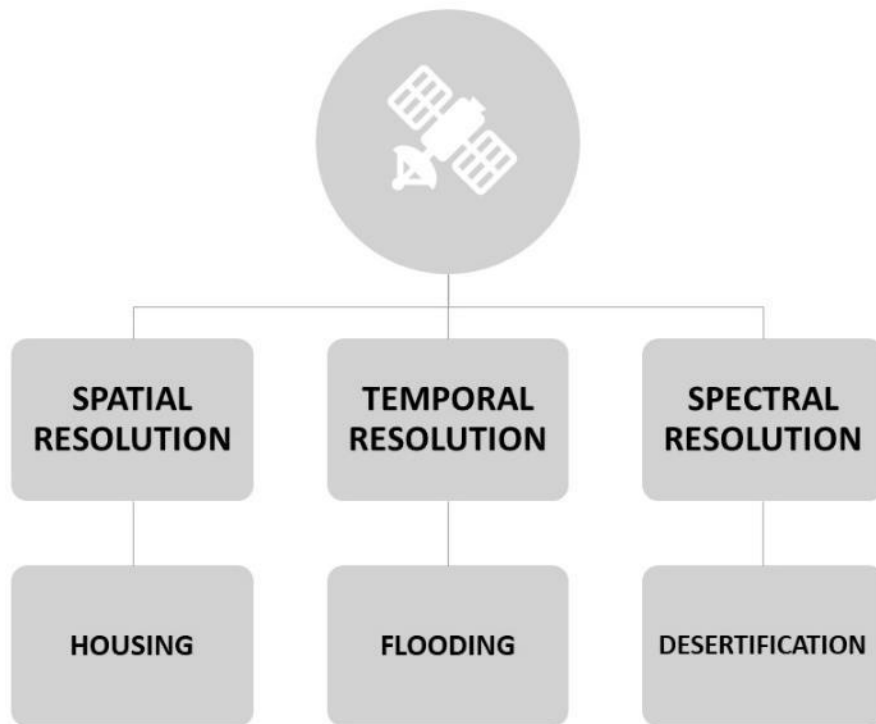 SPATIAL
RESOLUTION
TEMPORAL
RESOLUTION
SPECTRAL
RESOLUTION
HOUSING
FLOODING
DESERTIFICATION